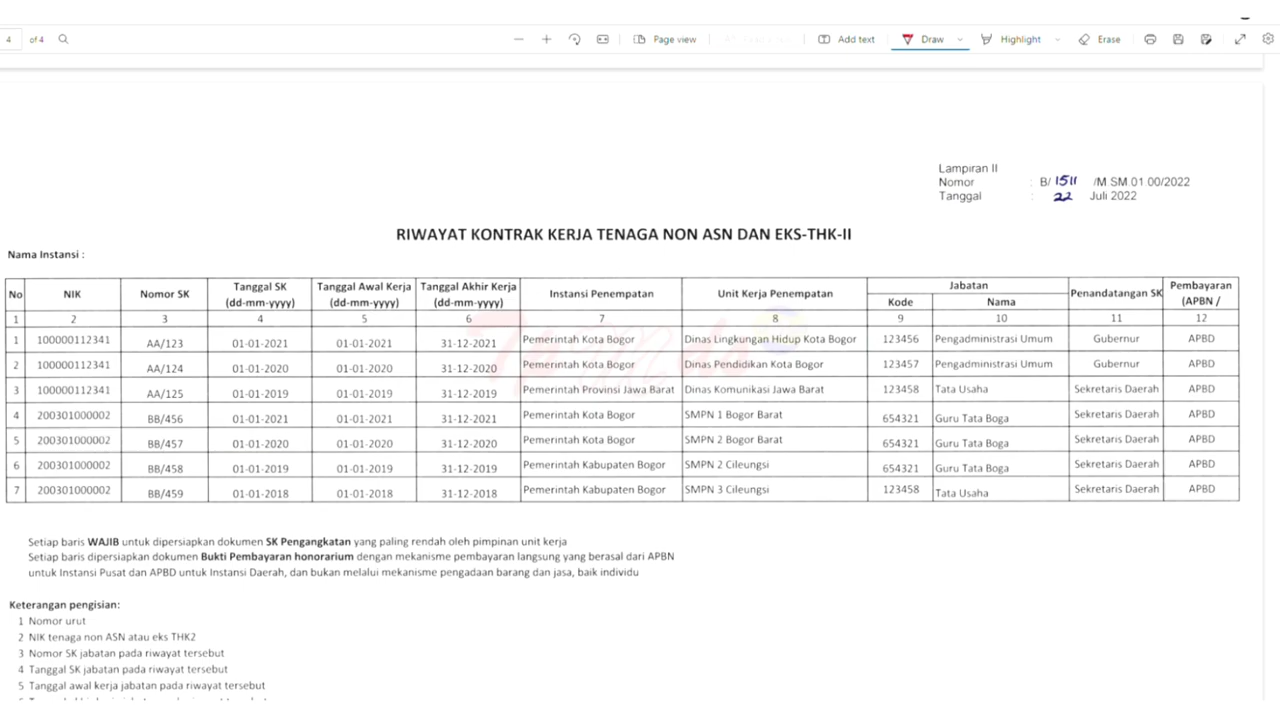 4 of 4 Page view Add text Draw Highlight Erase
Lampiran II
Nomor : B/ 1511 /M SM 01 00/2022
Tanggal : 22 Juli 2022
RIWAYAT KONTRAK KERJA TENAGA NON ASN DAN EKS-THK-II
Nama Instansi :
No NIK Nomor SK Tanggal SK (dd-mm-yyyy) Tanggal Awal Kerja (dd-mm-yyyy) Tanggal Akhir Kerja (dd-mm-yyyy) Instansi Penempatan Unit Kerja Penempatan Jabatan Kode Nama Penandatangan SK Pembayaran (APBN /
1 2 3 4 5 6 7 8 9 10 11 12
1 100000112341 AA/123 01-01-2021 01-01-2021 31-12-2021 Pemerintah Kota Bogor Dinas Lingkungan Hidup Kota Bogor 123456 Pengadministrasi Umum Gubernur APBD
2 100000112341 AA/124 01-01-2020 01-01-2020 31-12-2020 Pemerintah Kota Bogor Dinas Pendidikan Kota Bogor 123457 Pengadministrasi Umum Gubernur APBD
3 100000112341 AA/125 01-01-2019 01-01-2019 31-12-2019 Pemerintah Provinsi Jawa Barat Dinas Komunikasi Jawa Barat 123458 Tata Usaha Sekretaris Daerah APBD
4 200301000002 BB/456 01-01-2021 01-01-2021 31-12-2021 Pemerintah Kota Bogor SMPN 1 Bogor Barat 654321 Guru Tata Boga Sekretaris Daerah APBD
5 200301000002 BB/457 01-01-2020 01-01-2020 31-12-2020 Pemerintah Kota Bogor SMPN 2 Bogor Barat 654321 Guru Tata Boga Sekretaris Daerah APBD
6 200301000002 BB/458 01-01-2019 01-01-2019 31-12-2019 Pemerintah Kabupaten Bogor SMPN 2 Cileungsi 654321 Guru Tata Boga Sekretaris Daerah APBD
7 200301000002 BB/459 01-01-2018 01-01-2018 31-12-2018 Pemerintah Kabupaten Bogor SMPN 3 Cileungsi 123458 Tata Usaha Sekretaris Daerah APBD
Setiap baris WAJIB untuk dipersiapkan dokumen SK Pengangkatan yang paling rendah oleh pimpinan unit kerja
Setiap baris dipersiapkan dokumen Bukti Pembayaran honorarium dengan mekanisme pembayaran langsung yang berasal dari APBN
untuk Instansi Pusat dan APBD untuk Instansi Daerah, dan bukan melalui mekanisme pengadaan barang dan jasa, baik individu
Keterangan pengisian:
1 Nomor urut
2 NIK tenaga non ASN atau eks THK2
3 Nomor SK jabatan pada riwayat tersebut
4 Tanggal SK jabatan pada riwayat tersebut
5 Tanggal awal kerja jabatan pada riwayat tersebut